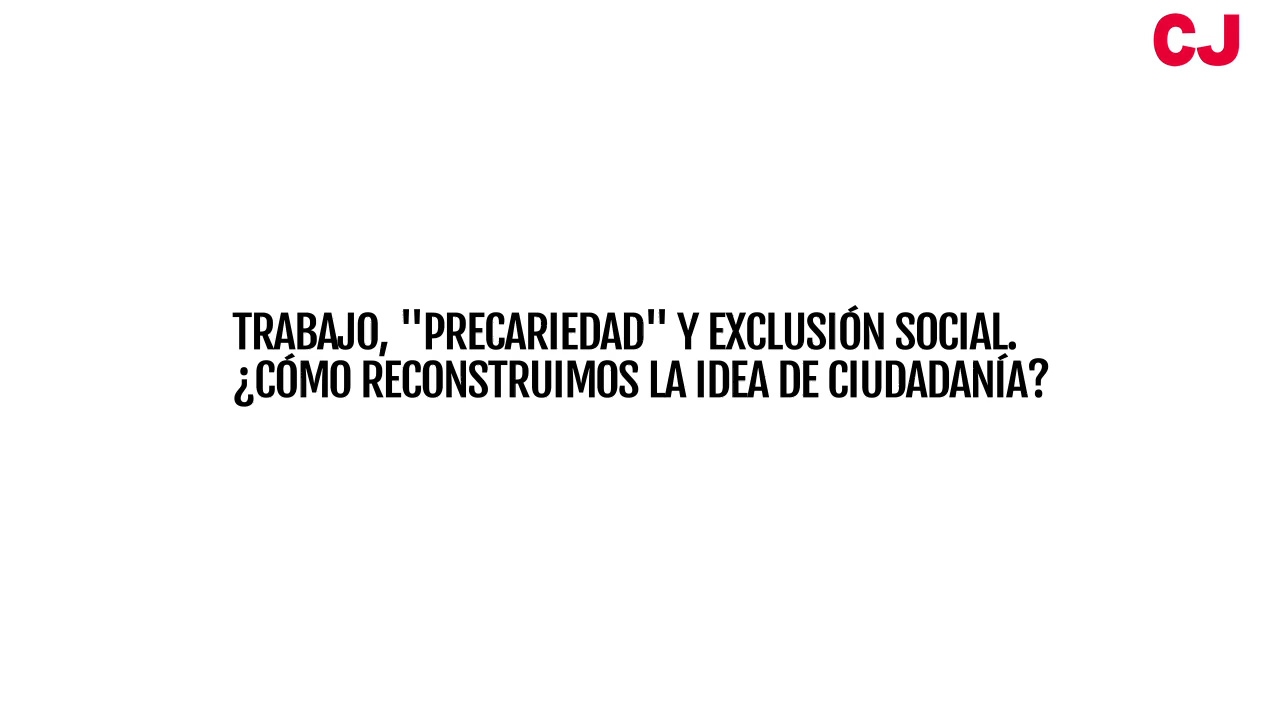 CJ
TRABAJO, "PRECARIEDAD" Y EXCLUSIÓN SOCIAL.
¿CÓMO RECONSTRUIMOS LA IDEA DE CIUDADANÍA?